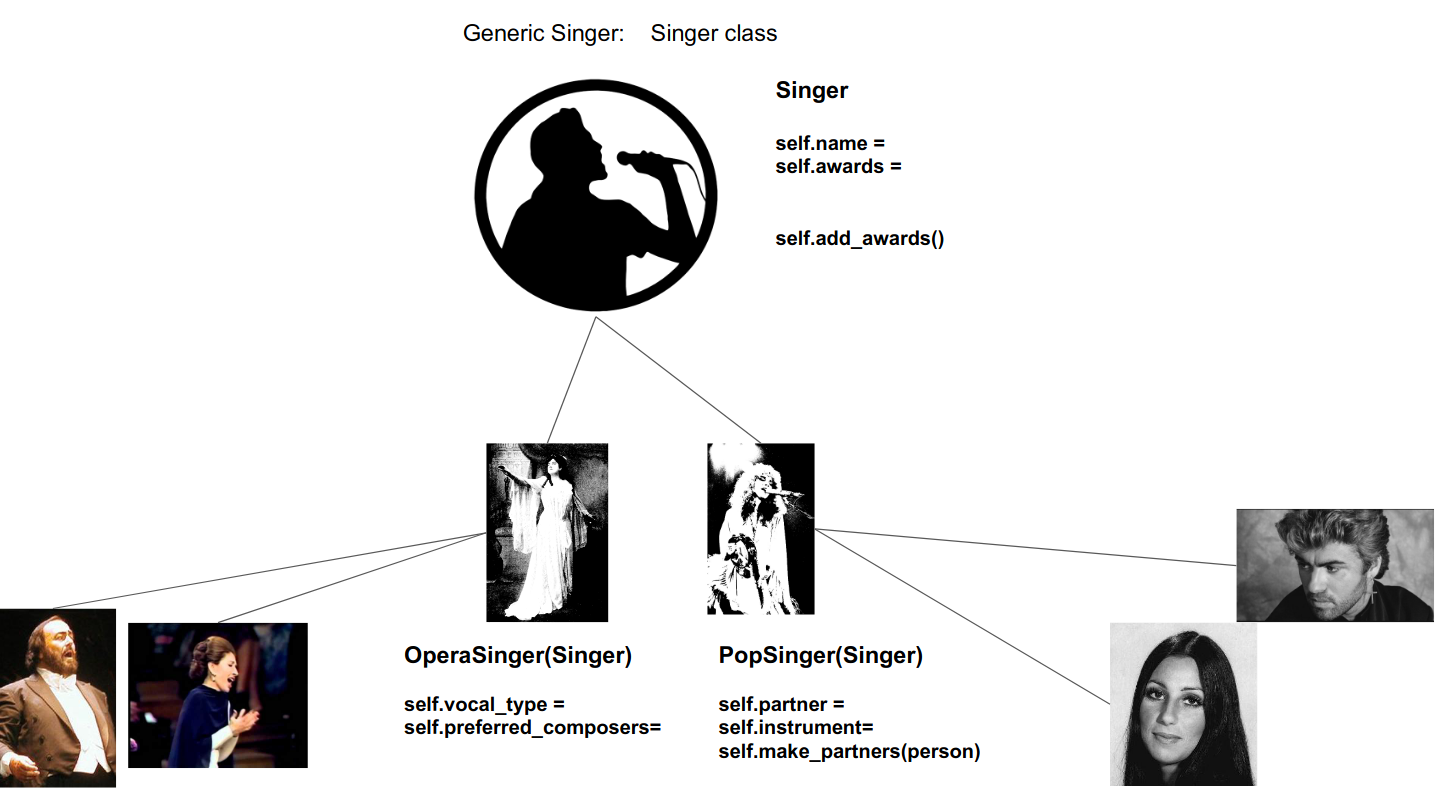 Generic Singer: Singer class
Singer
self.name =
self.awards =
self.add_awards()
OperaSinger(Singer)
self.vocal_type =
self.preferred_composers=
PopSinger(Singer)
self.partner =
self.instrument=
self.make_partners(person)